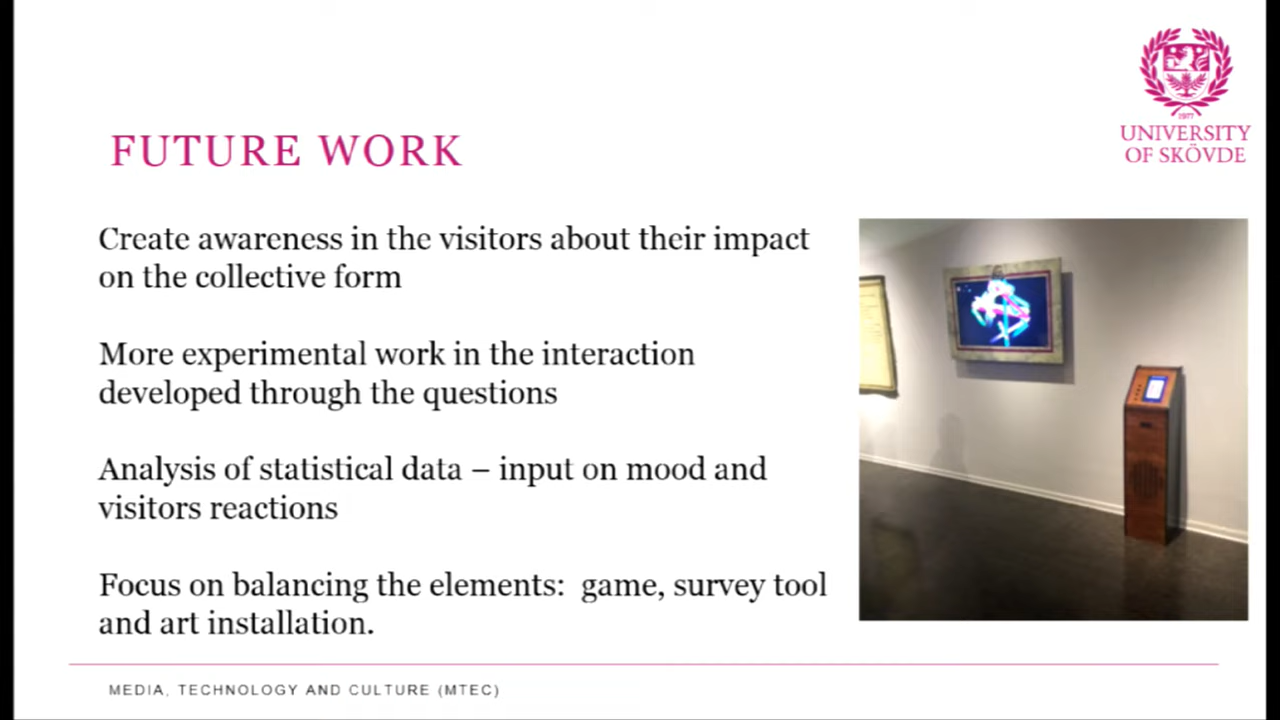 1977
UNIVERSITY
OF SKÖVDE
FUTURE WORK
Create awareness in the visitors about their impact
on the collective form
More experimental work in the interaction
developed through the questions
Analysis of statistical data – input on mood and
visitors reactions
Focus on balancing the elements:  game, survey tool
and art installation.
MEDIA, TECHNOLOGY AND CULTURE (MTEC)